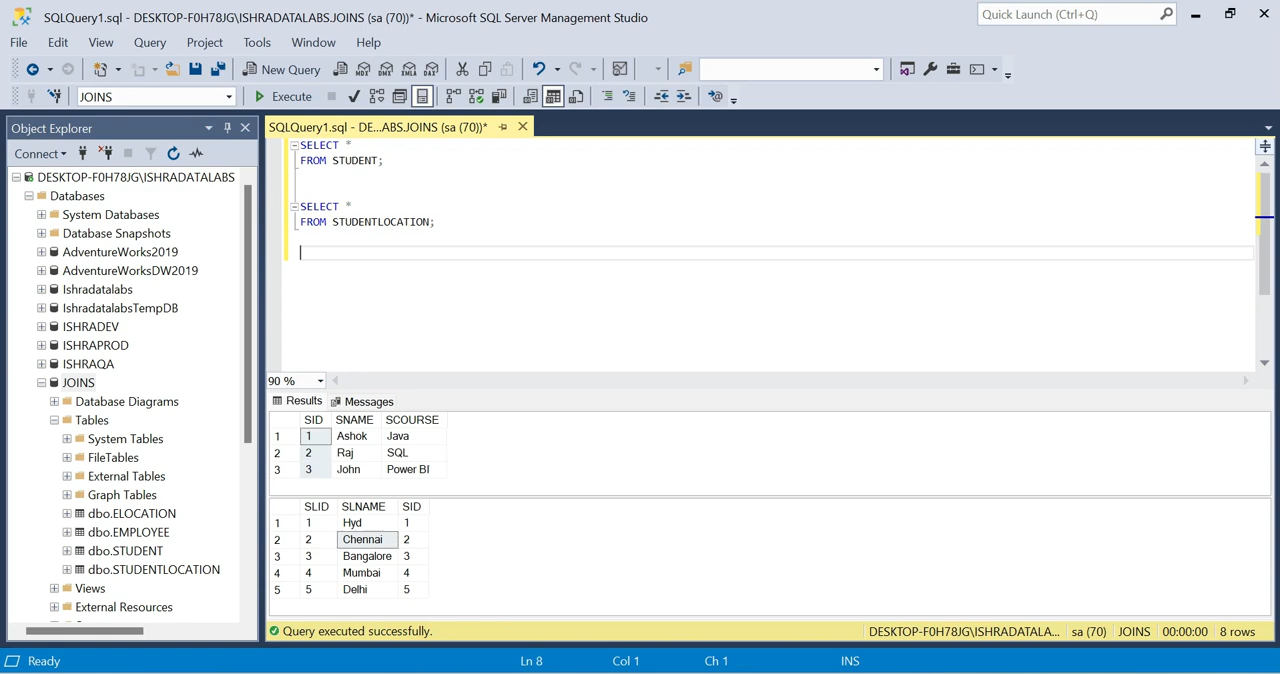 SQLQuery1.sql - DESKTOP-F0H78JG\ISHRADATALABS.JOINS (sa (70))* - Microsoft SQL Server Management Studio
Quick Launch (Ctrl+Q)
File Edit View Query Project Tools Window Help
New Query MDX DMX XMLA DAX
JOINS Execute
Object Explorer
SQLQuery1.sql - DE...ABS.JOINS (sa (70))*
Connect
DESKTOP-F0H78JG\ISHRADATALABS
Databases
System Databases
Database Snapshots
AdventureWorks2019
AdventureWorksDW2019
Ishradatalabs
IshradatalabsTempDB
ISHRADEV
ISHRAPROD
ISHRAQA
JOINS
Database Diagrams
Tables
System Tables
FileTables
External Tables
Graph Tables
dbo.ELOCATION
dbo.EMPLOYEE
dbo.STUDENT
dbo.STUDENTLOCATION
Views
External Resources
SELECT *
FROM STUDENT;
SELECT *
FROM STUDENTLOCATION;
90 %
Results Messages
SID SNAME SCOURSE
1 1 Ashok Java
2 2 Raj SQL
3 3 John Power BI
SLID SLNAME SID
1 1 Hyd 1
2 2 Chennai 2
3 3 Bangalore 3
4 4 Mumbai 4
5 5 Delhi 5
Query executed successfully. DESKTOP-F0H78JG\ISHRADATALA... sa (70) JOINS 00:00:00 8 rows
Ready Ln 8 Col 1 Ch 1 INS